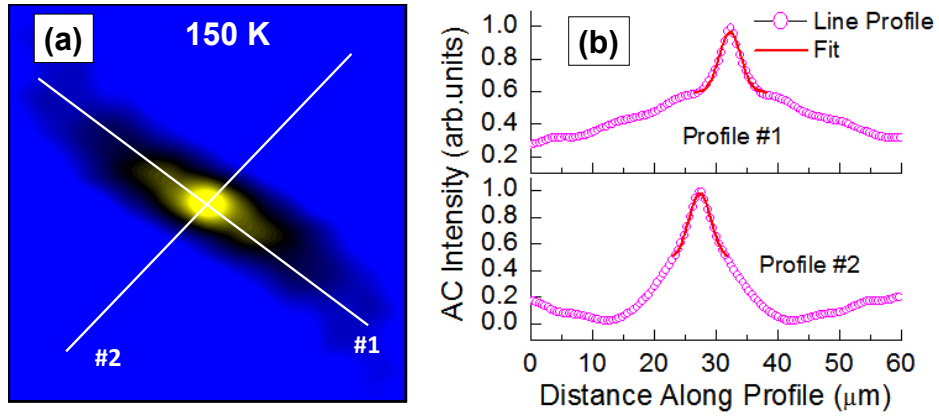 (a)
150 K
#2
#1
(b)
Line Profile
Fit
AC Intensity (arb.units)
1.0
0.8
0.6
0.4
0.2
Profile #1
1.0
0.8
0.6
0.4
0.2
0.0
Profile #2
0 10 20 30 40 50 60
Distance Along Profile (μm)